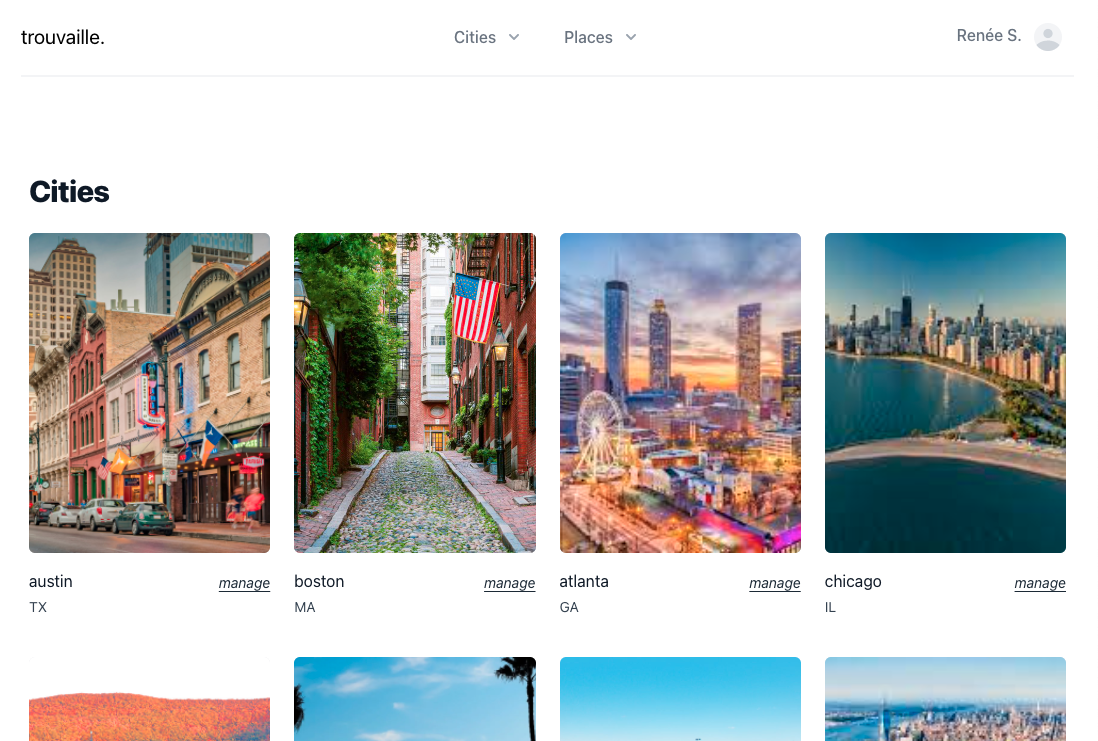 trouvaille.
Cities
Places
Renée S.
Cities
austin
manage
TX
boston
manage
MA
atlanta
manage
GA
chicago
manage
IL